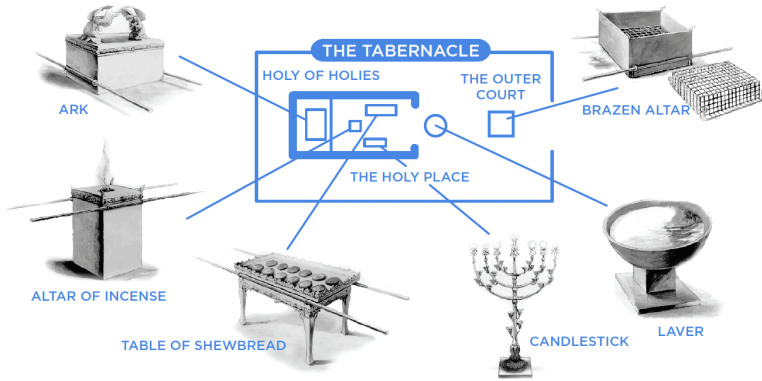 THE TABERNACLE
HOLY OF HOLIES
THE OUTER
COURT
BRAZEN ALTAR
ARK
THE HOLY PLACE
ALTAR OF INCENSE
TABLE OF SHEWBREAD
CANDLESTICK
LAVER